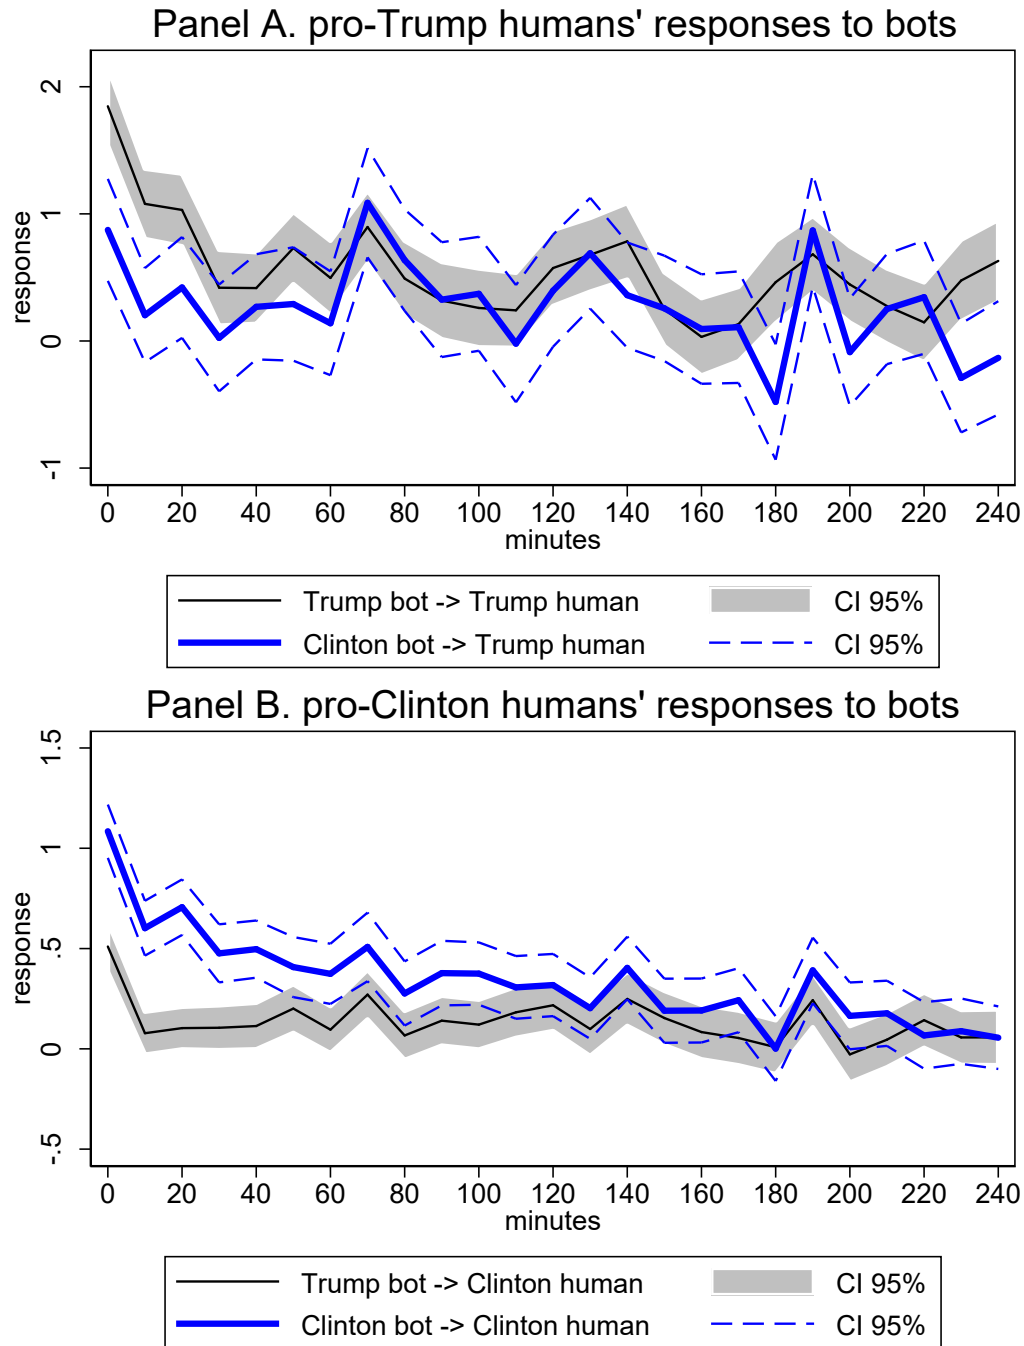 Panel A. pro-Trump humans' responses to bots
response
2
1
0
-1
0 20 40 60 80 100 120 140 160 180 200 220 240
minutes
Trump bot -> Trump human CI 95%
Clinton bot -> Trump human CI 95%
Panel B. pro-Clinton humans' responses to bots
response
1.5
1
.5
0
-.5
0 20 40 60 80 100 120 140 160 180 200 220 240
minutes
Trump bot -> Clinton human CI 95%
Clinton bot -> Clinton human CI 95%